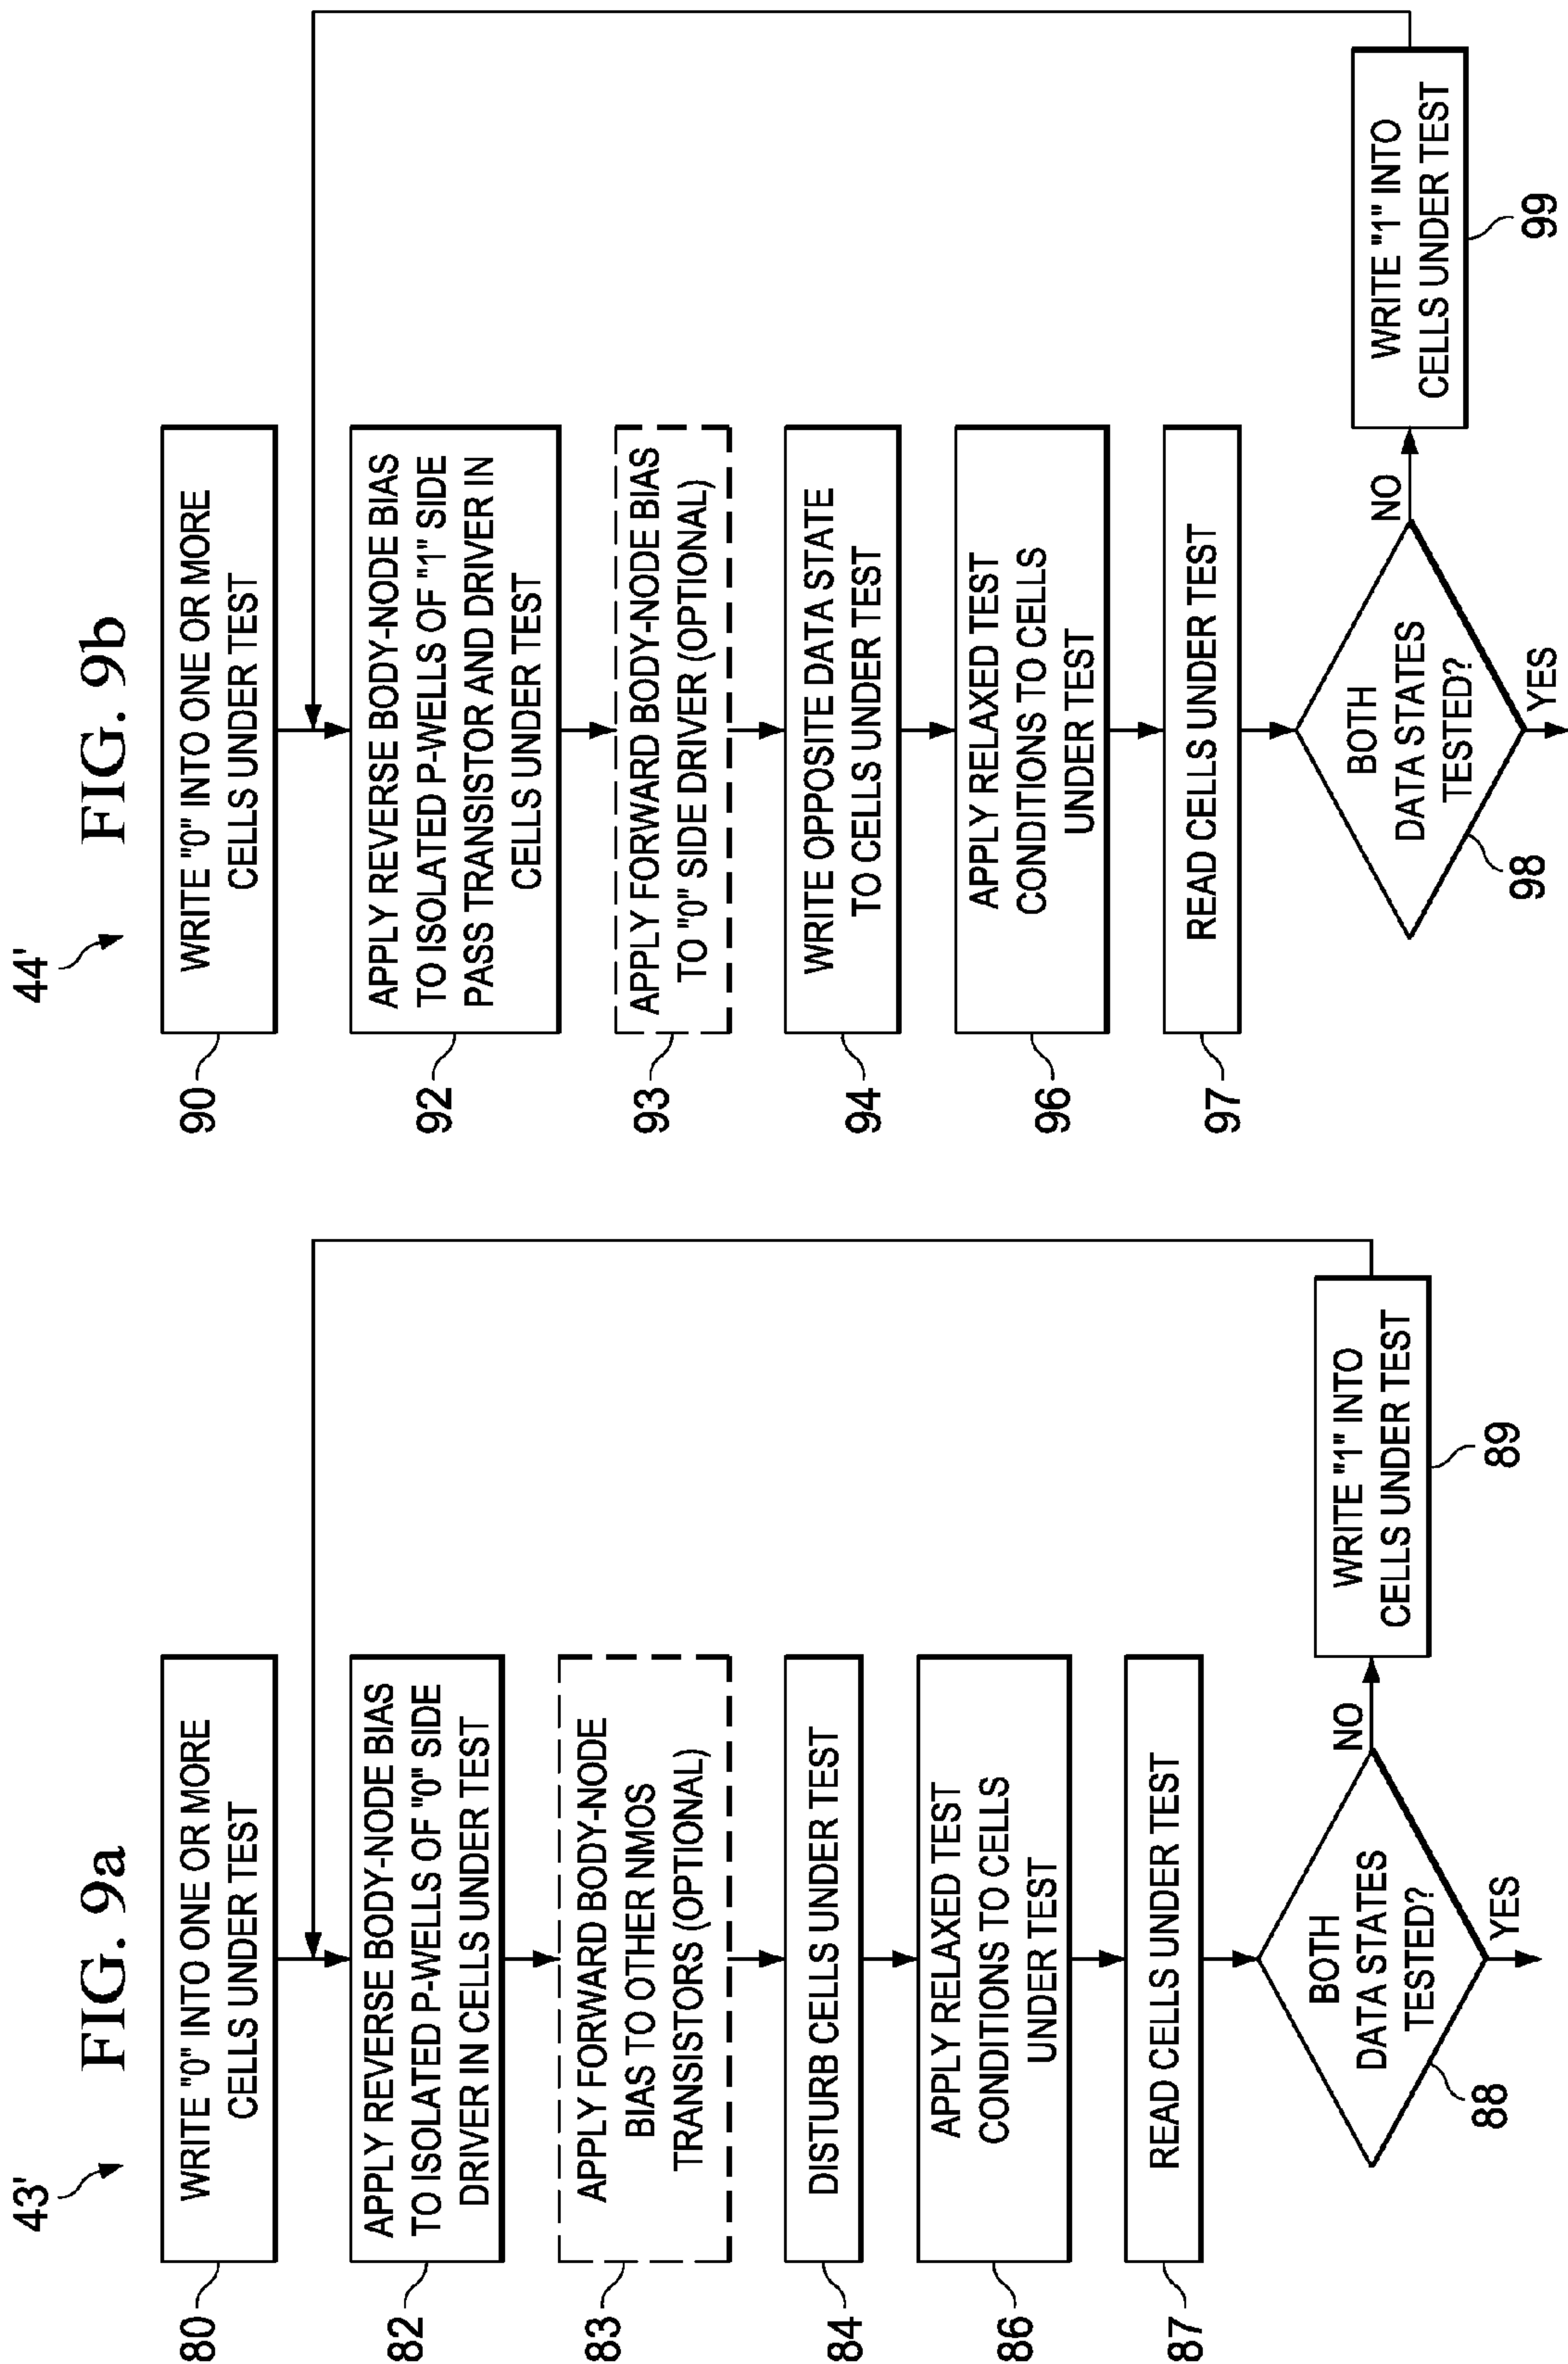 FIG. 9a
43'
80
WRITE "0" INTO ONE OR MORE
CELLS UNDER TEST
82
APPLY REVERSE BODY-NODE BIAS
TO ISOLATED P-WELLS OF "0" SIDE
DRIVER IN CELLS UNDER TEST
83
APPLY FORWARD BODY-NODE
BIAS TO OTHER NMOS
TRANSISTORS (OPTIONAL)
84
DISTURB CELLS UNDER TEST
86
APPLY RELAXED TEST
CONDITIONS TO CELLS
UNDER TEST
87
READ CELLS UNDER TEST
88
BOTH
DATA STATES
TESTED?
NO
YES
WRITE "1" INTO
CELLS UNDER TEST
89
FIG. 9b
44'
90
WRITE "0" INTO ONE OR MORE
CELLS UNDER TEST
92
APPLY REVERSE BODY-NODE BIAS
TO ISOLATED P-WELLS OF "1" SIDE
PASS TRANSISTOR AND DRIVER IN
CELLS UNDER TEST
93
APPLY FORWARD BODY-NODE BIAS
TO "0" SIDE DRIVER (OPTIONAL)
94
WRITE OPPOSITE DATA STATE
TO CELLS UNDER TEST
96
APPLY RELAXED TEST
CONDITIONS TO CELLS
UNDER TEST
97
READ CELLS UNDER TEST
98
BOTH
DATA STATES
TESTED?
NO
YES
WRITE "1" INTO
CELLS UNDER TEST
99